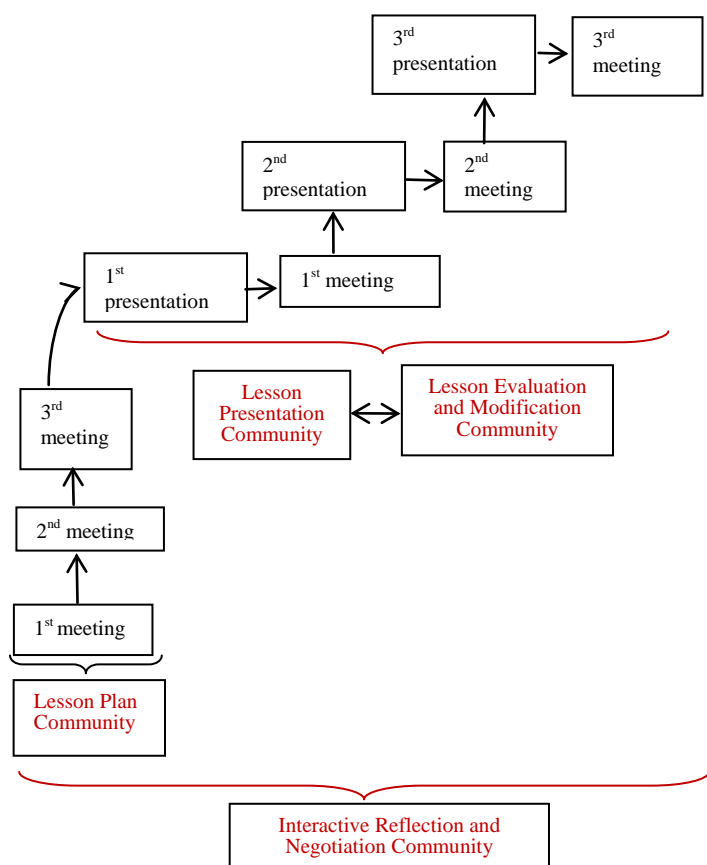 3rd
presentation
3rd
meeting
2nd
presentation
2nd
meeting
1st
presentation
1st meeting
3rd
meeting
Lesson
Presentation
Community
Lesson Evaluation
and Modification
Community
2nd meeting
1st meeting
Lesson Plan
Community
Interactive Reflection and
Negotiation Community